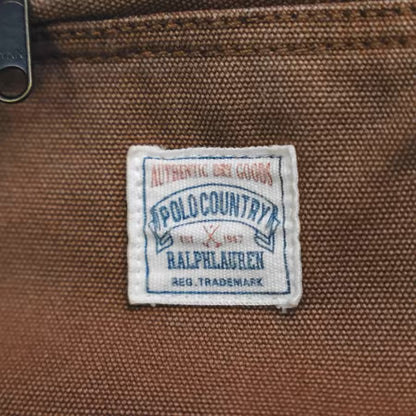 AUTHENTIC DRY GOODS
POLO COUNTRY
EST 1967
RALPH LAUREN
REG. TRADEMARK